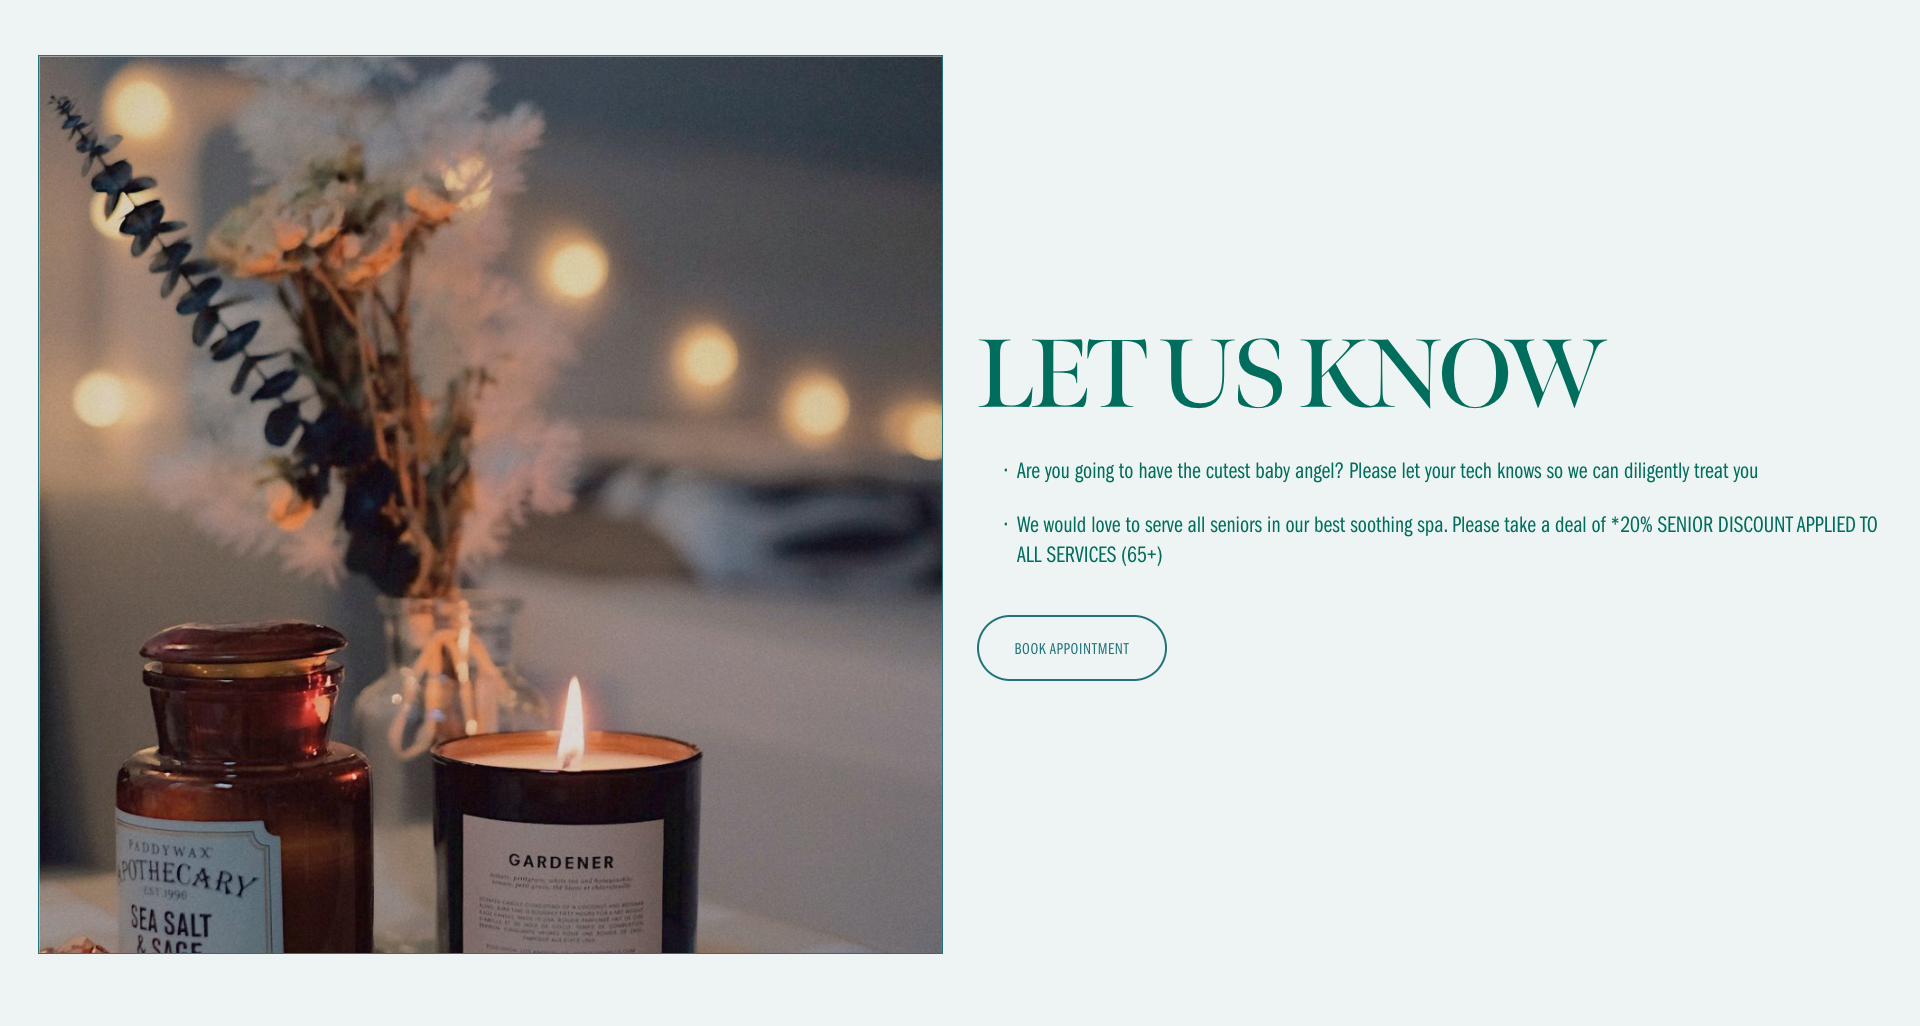 LET US KNOW
· Are you going to have the cutest baby angel? Please let your tech knows so we can diligently treat you
· We would love to serve all seniors in our best soothing spa. Please take a deal of *20% SENIOR DISCOUNT APPLIED TO
ALL SERVICES (65+)
BOOK APPOINTMENT
PADDYWAX
APOTHECARY
EST. 1996
SEA SALT
& SAGE
GARDENER